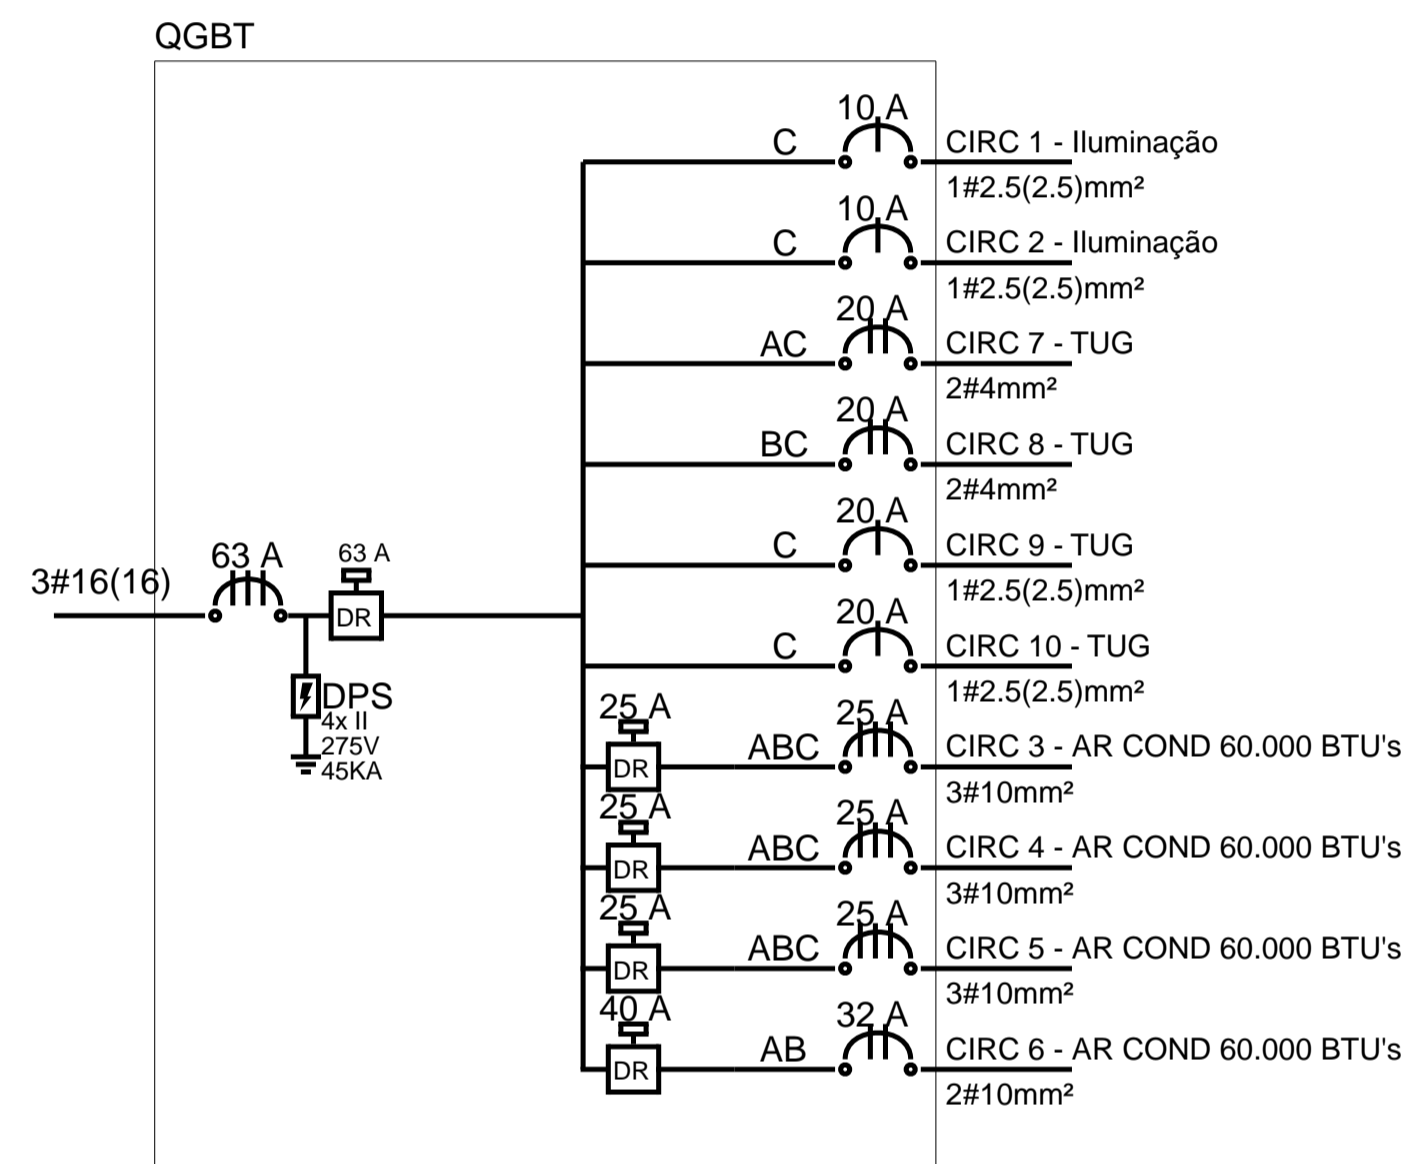 QGBT
10 A
C
CIRC 1 - Iluminação
1#2.5(2.5)mm²
10 A
C
CIRC 2 - Iluminação
1#2.5(2.5)mm²
20 A
AC
CIRC 7 - TUG
2#4mm²
20 A
BC
CIRC 8 - TUG
2#4mm²
20 A
C
CIRC 9 - TUG
1#2.5(2.5)mm²
3#16(16)
63 A
63 A
DR
DPS
4x II
275V
45KA
20 A
C
CIRC 10 - TUG
1#2.5(2.5)mm²
25 A
DR
ABC
25 A
CIRC 3 - AR COND 60.000 BTU's
3#10mm²
25 A
DR
ABC
25 A
CIRC 4 - AR COND 60.000 BTU's
3#10mm²
25 A
DR
ABC
25 A
CIRC 5 - AR COND 60.000 BTU's
3#10mm²
40 A
DR
AB
32 A
CIRC 6 - AR COND 60.000 BTU's
2#10mm²